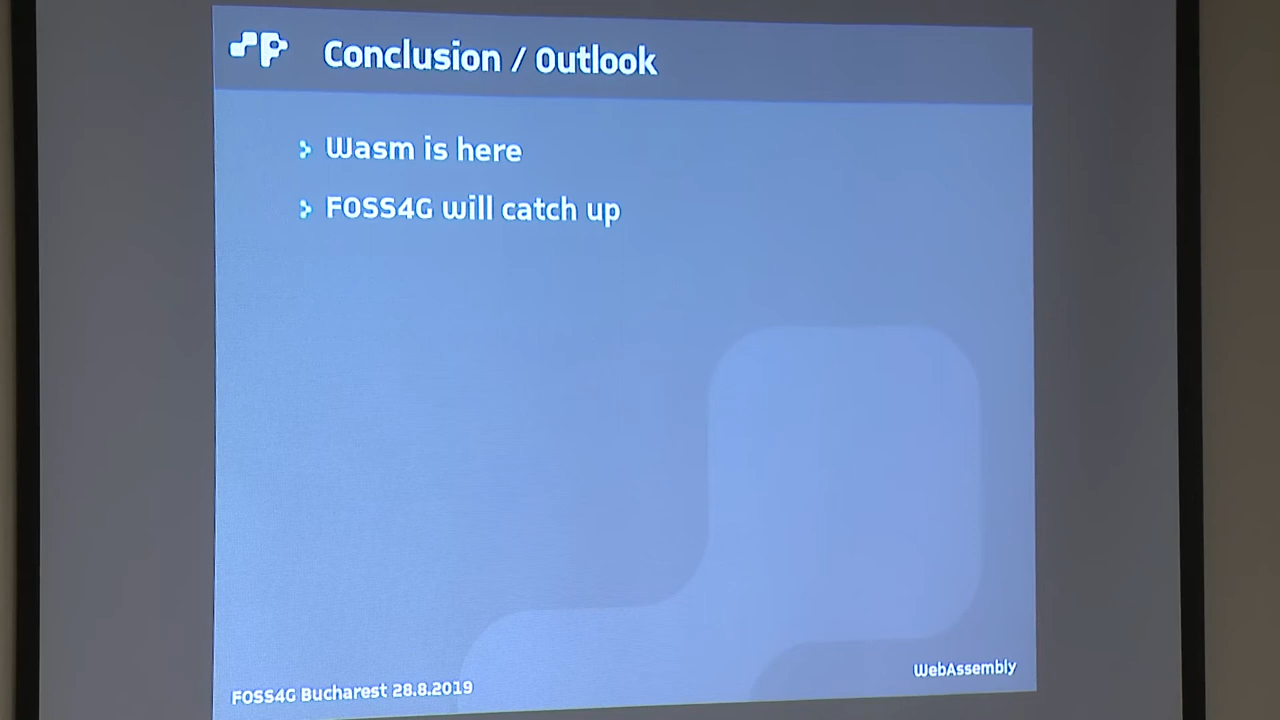 Conclusion / Outlook
Wasm is here
FOSS4G will catch up
FOSS4G Bucharest 28.8.2019
WebAssembly